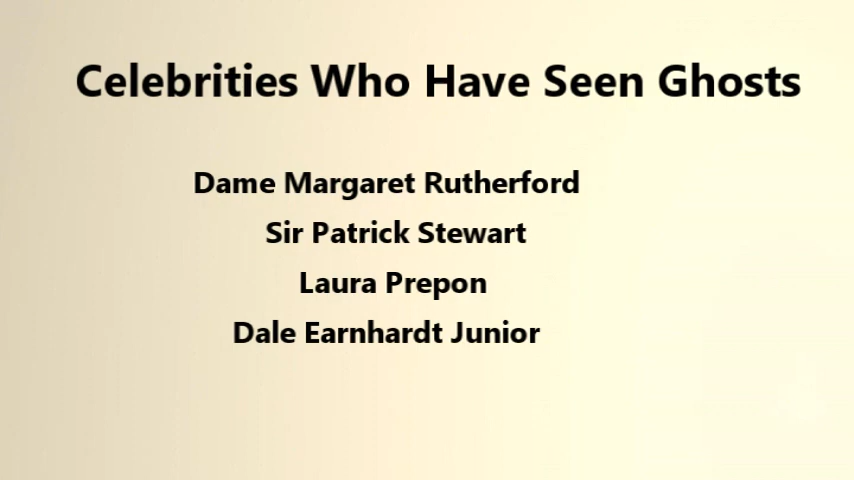 Celebrities Who Have Seen Ghosts
Dame Margaret Rutherford
Sir Patrick Stewart
Laura Prepon
Dale Earnhardt Junior